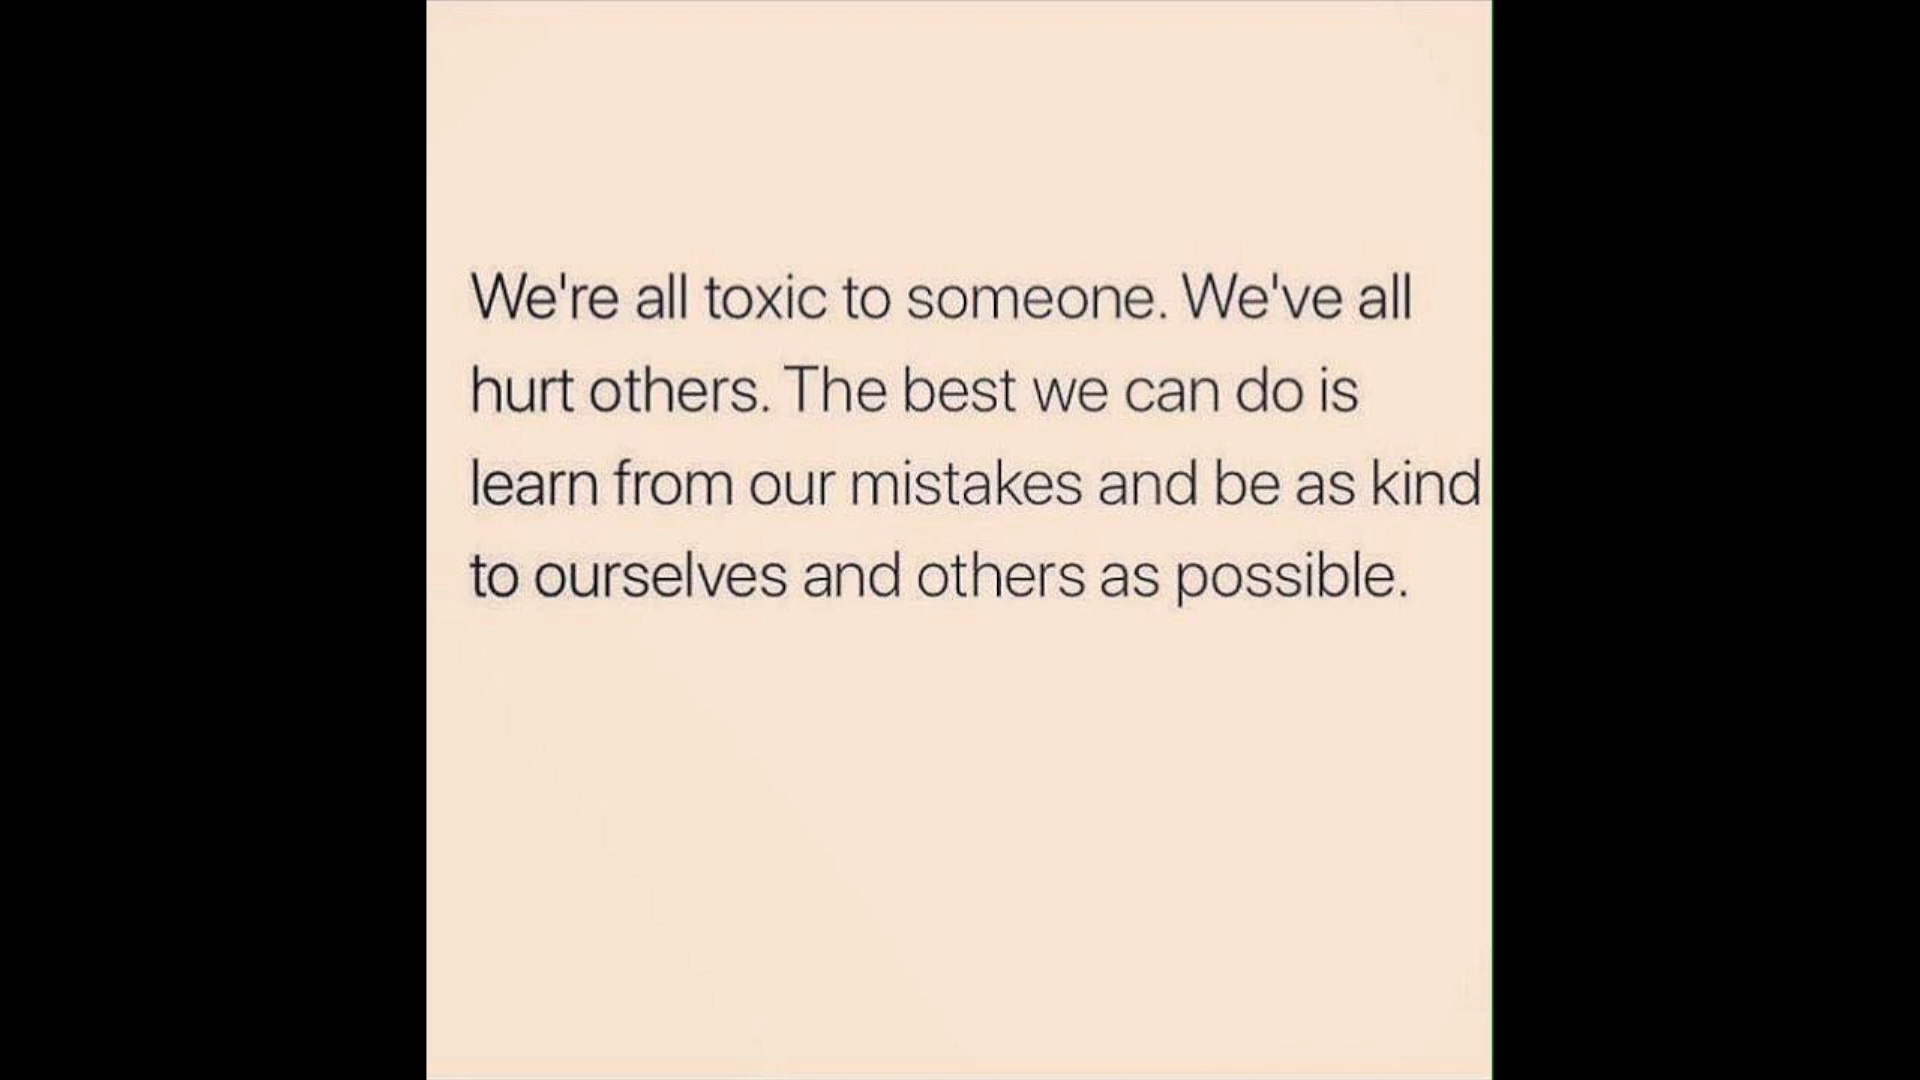 We're all toxic to someone. We've all
hurt others. The best we can do is
learn from our mistakes and be as kind
to ourselves and others as possible.